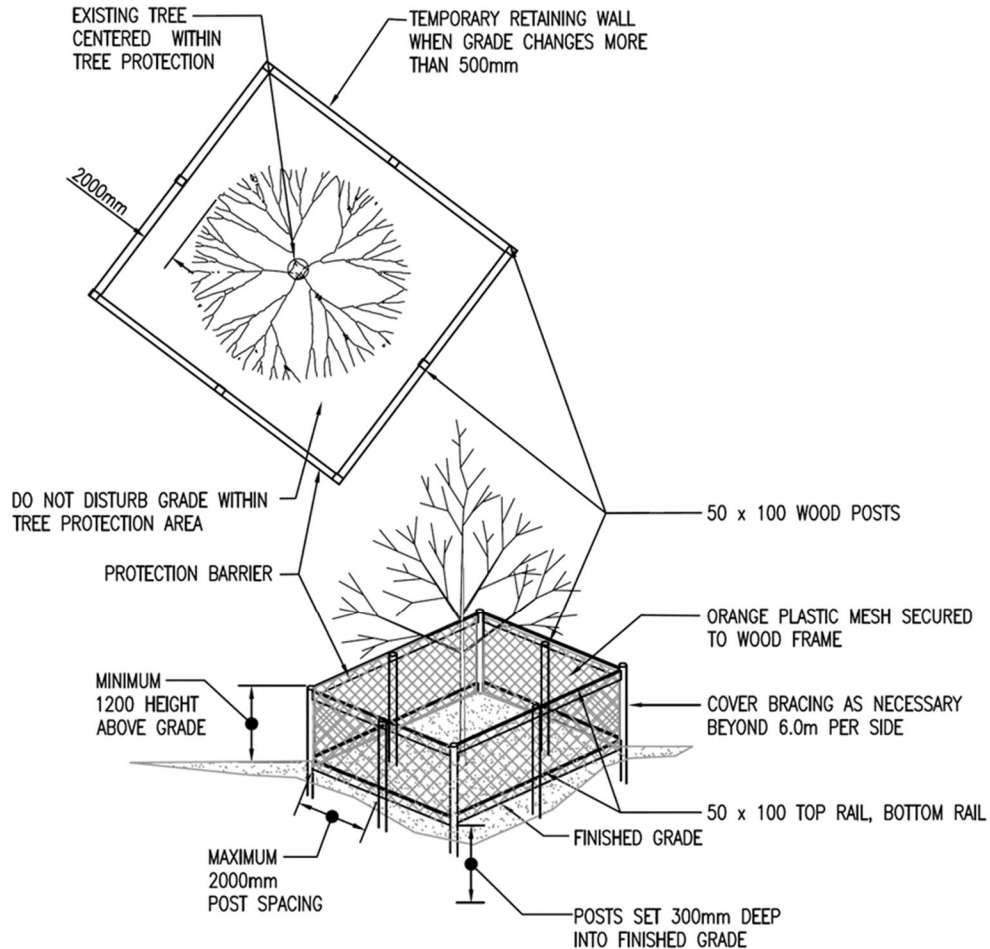 EXISTING TREE
CENTERED WITHIN
TREE PROTECTION
TEMPORARY RETAINING WALL
WHEN GRADE CHANGES MORE
THAN 500mm
2000mm
DO NOT DISTURB GRADE WITHIN
TREE PROTECTION AREA
50 x 100 WOOD POSTS
PROTECTION BARRIER
ORANGE PLASTIC MESH SECURED
TO WOOD FRAME
MINIMUM
1200 HEIGHT
ABOVE GRADE
COVER BRACING AS NECESSARY
BEYOND 6.0m PER SIDE
50 x 100 TOP RAIL, BOTTOM RAIL
FINISHED GRADE
MAXIMUM
2000mm
POST SPACING
POSTS SET 300mm DEEP
INTO FINISHED GRADE